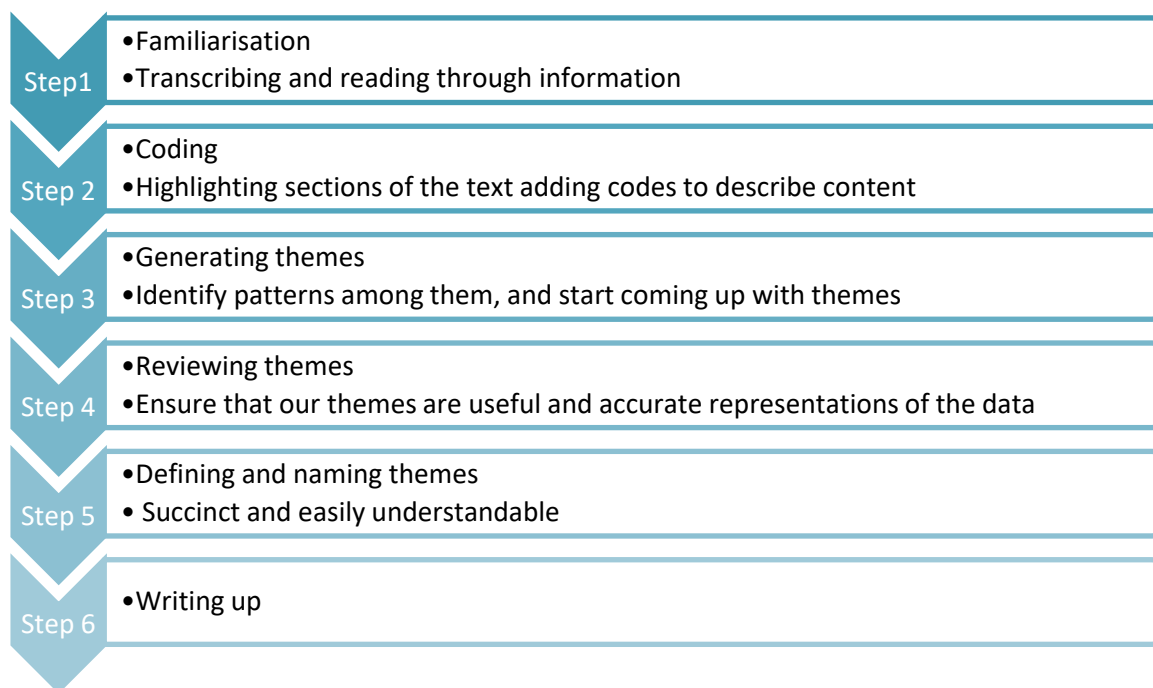 Step1
•Familiarisation
•Transcribing and reading through information
Step 2
•Coding
•Highlighting sections of the text adding codes to describe content
Step 3
•Generating themes
•Identify patterns among them, and start coming up with themes
Step 4
•Reviewing themes
•Ensure that our themes are useful and accurate representations of the data
Step 5
•Defining and naming themes
• Succinct and easily understandable
Step 6
•Writing up